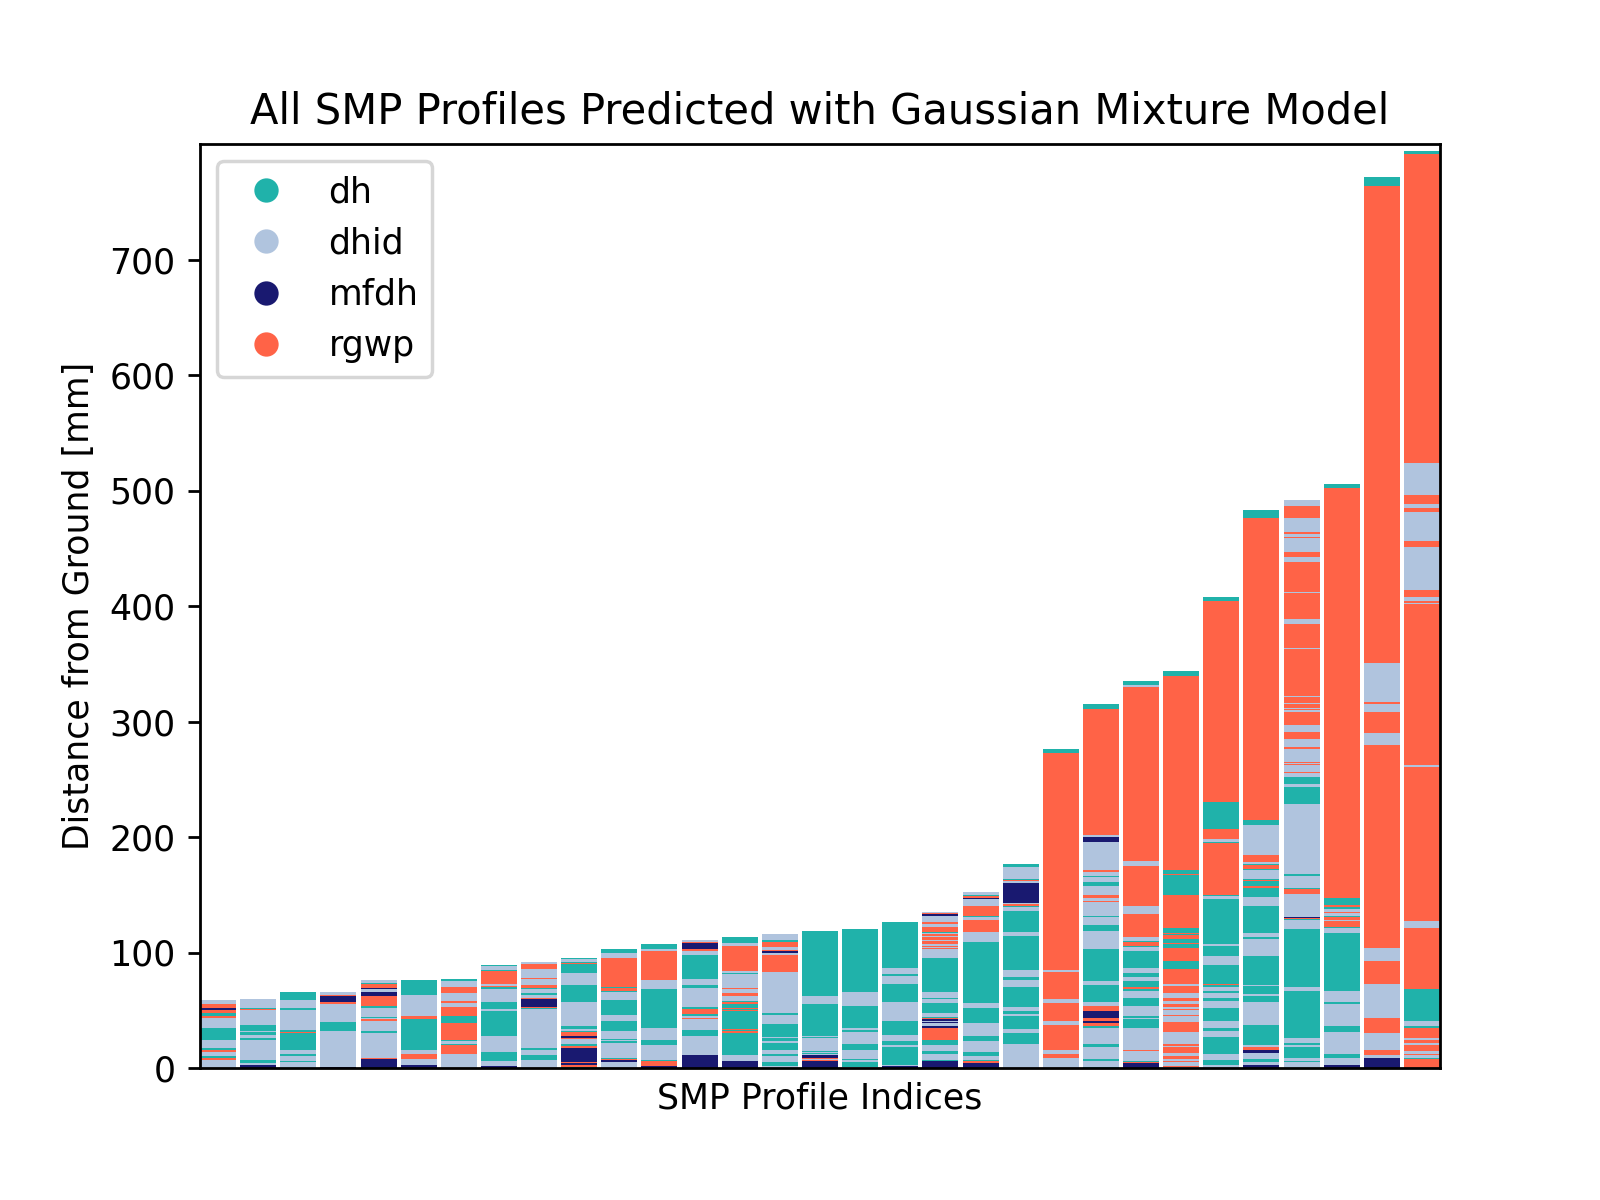 All SMP Profiles Predicted with Gaussian Mixture Model
dh
dhid
mfdh
rgwp
Distance from Ground [mm]
700
600
500
400
300
200
100
0
SMP Profile Indices